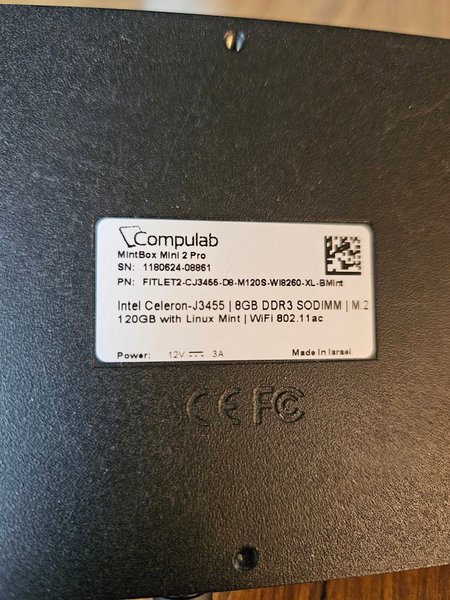 Compulab
MintBox Mini 2 Pro
SN: 1180624-08861
PN: FITLET2-CJ3455-D8-M120S-WI8260-XL-BMint
Intel Celeron-J3455 | 8GB DDR3 SODIMM | M.2
120GB with Linux Mint | WiFi 802.11ac
Power: 12V ⎓ 3A Made in Israel
CE FC